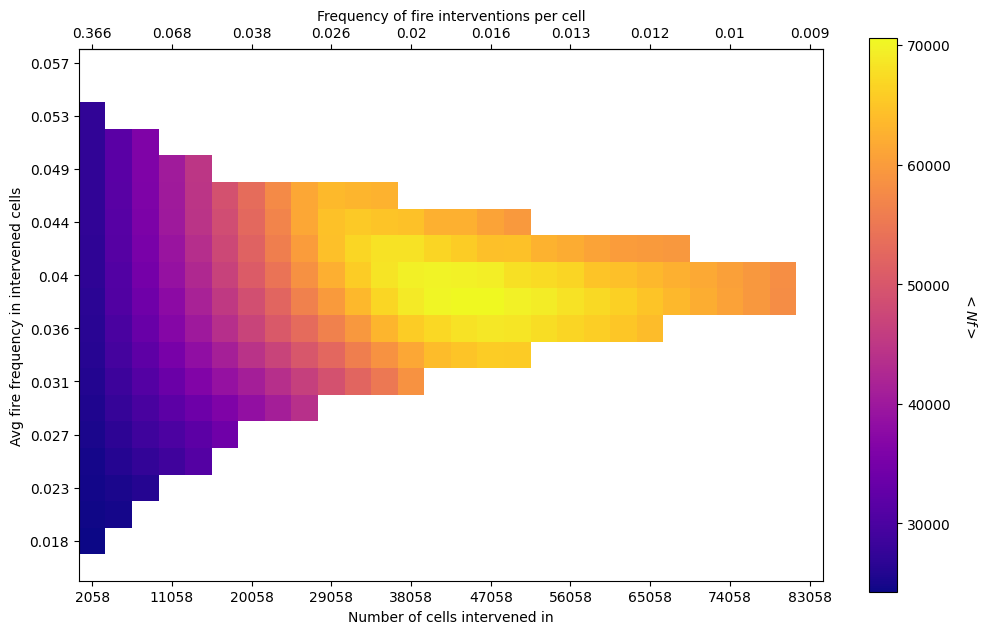 Frequency of fire interventions per cell
0.366 0.068 0.038 0.026 0.02 0.016 0.013 0.012 0.01 0.009
Avg fire frequency in intervened cells
0.057
0.053
0.049
0.044
0.04
0.036
0.031
0.027
0.023
0.018
2058 11058 20058 29058 38058 47058 56058 65058 74058 83058
Number of cells intervened in
70000
60000
50000
40000
30000
< Nf >